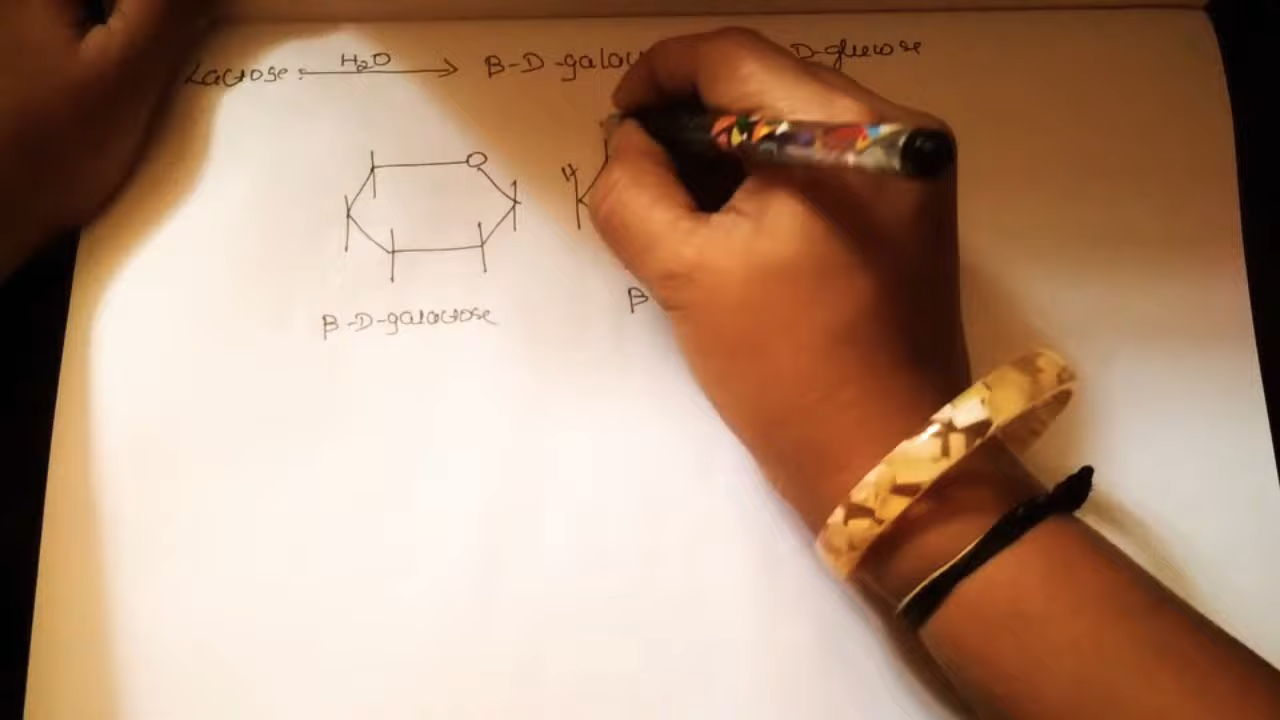 Lactose :
H2O
B-D-galac D-glucose
O
H
β-D-galactose β